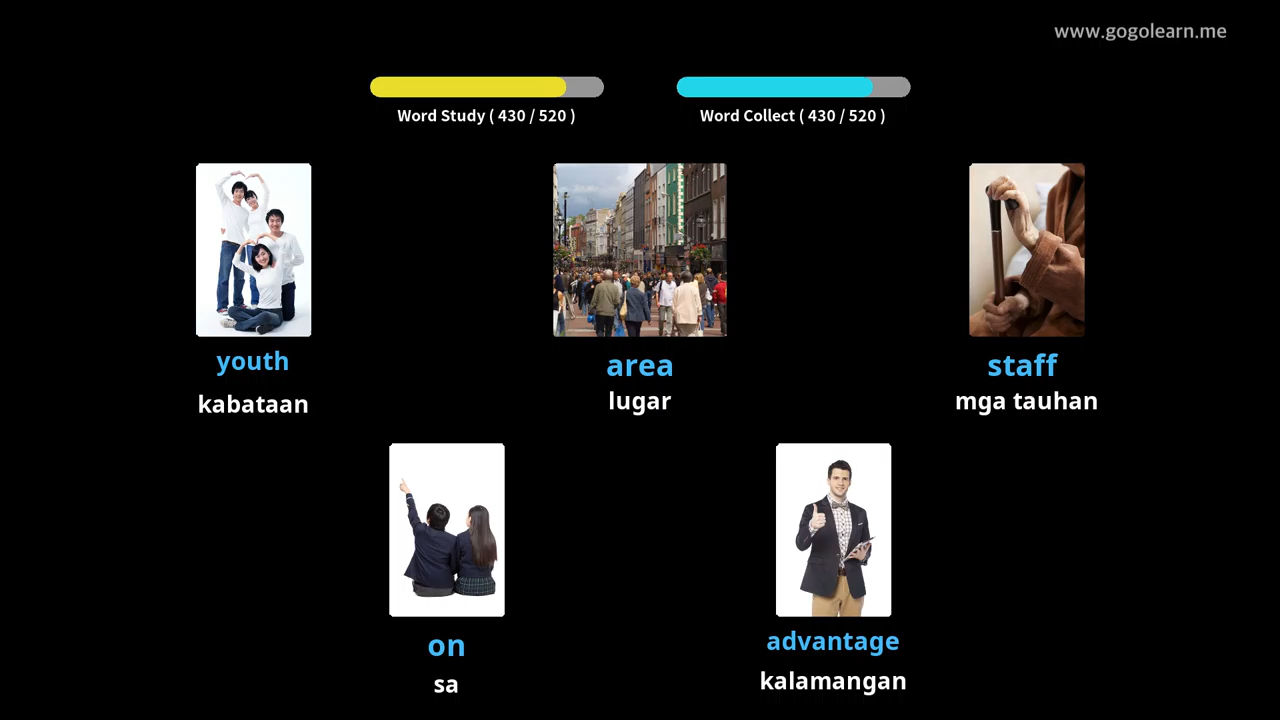 www.gogolearn.me
Word Study ( 430 / 520 )
Word Collect ( 430 / 520 )
youth
kabataan
area
lugar
staff
mga tauhan
on
sa
advantage
kalamangan